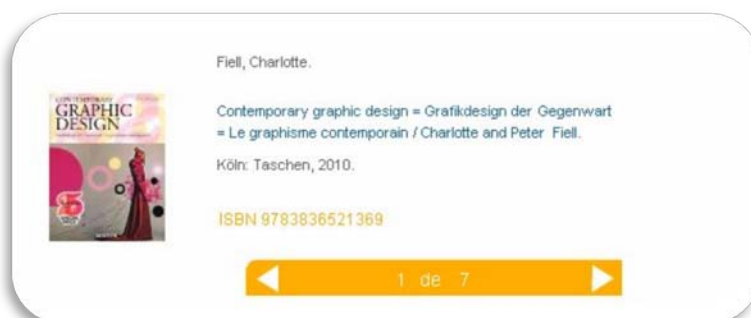 Fiell, Charlotte.
CONTEMPORARY
GRAPHIC
DESIGN
Contemporary graphic design = Grafikdesign der Gegenwart
= Le graphisme contemporain / Charlotte and Peter Fiell.
Köln: Taschen, 2010.
ISBN 9783836521369
1 de 7